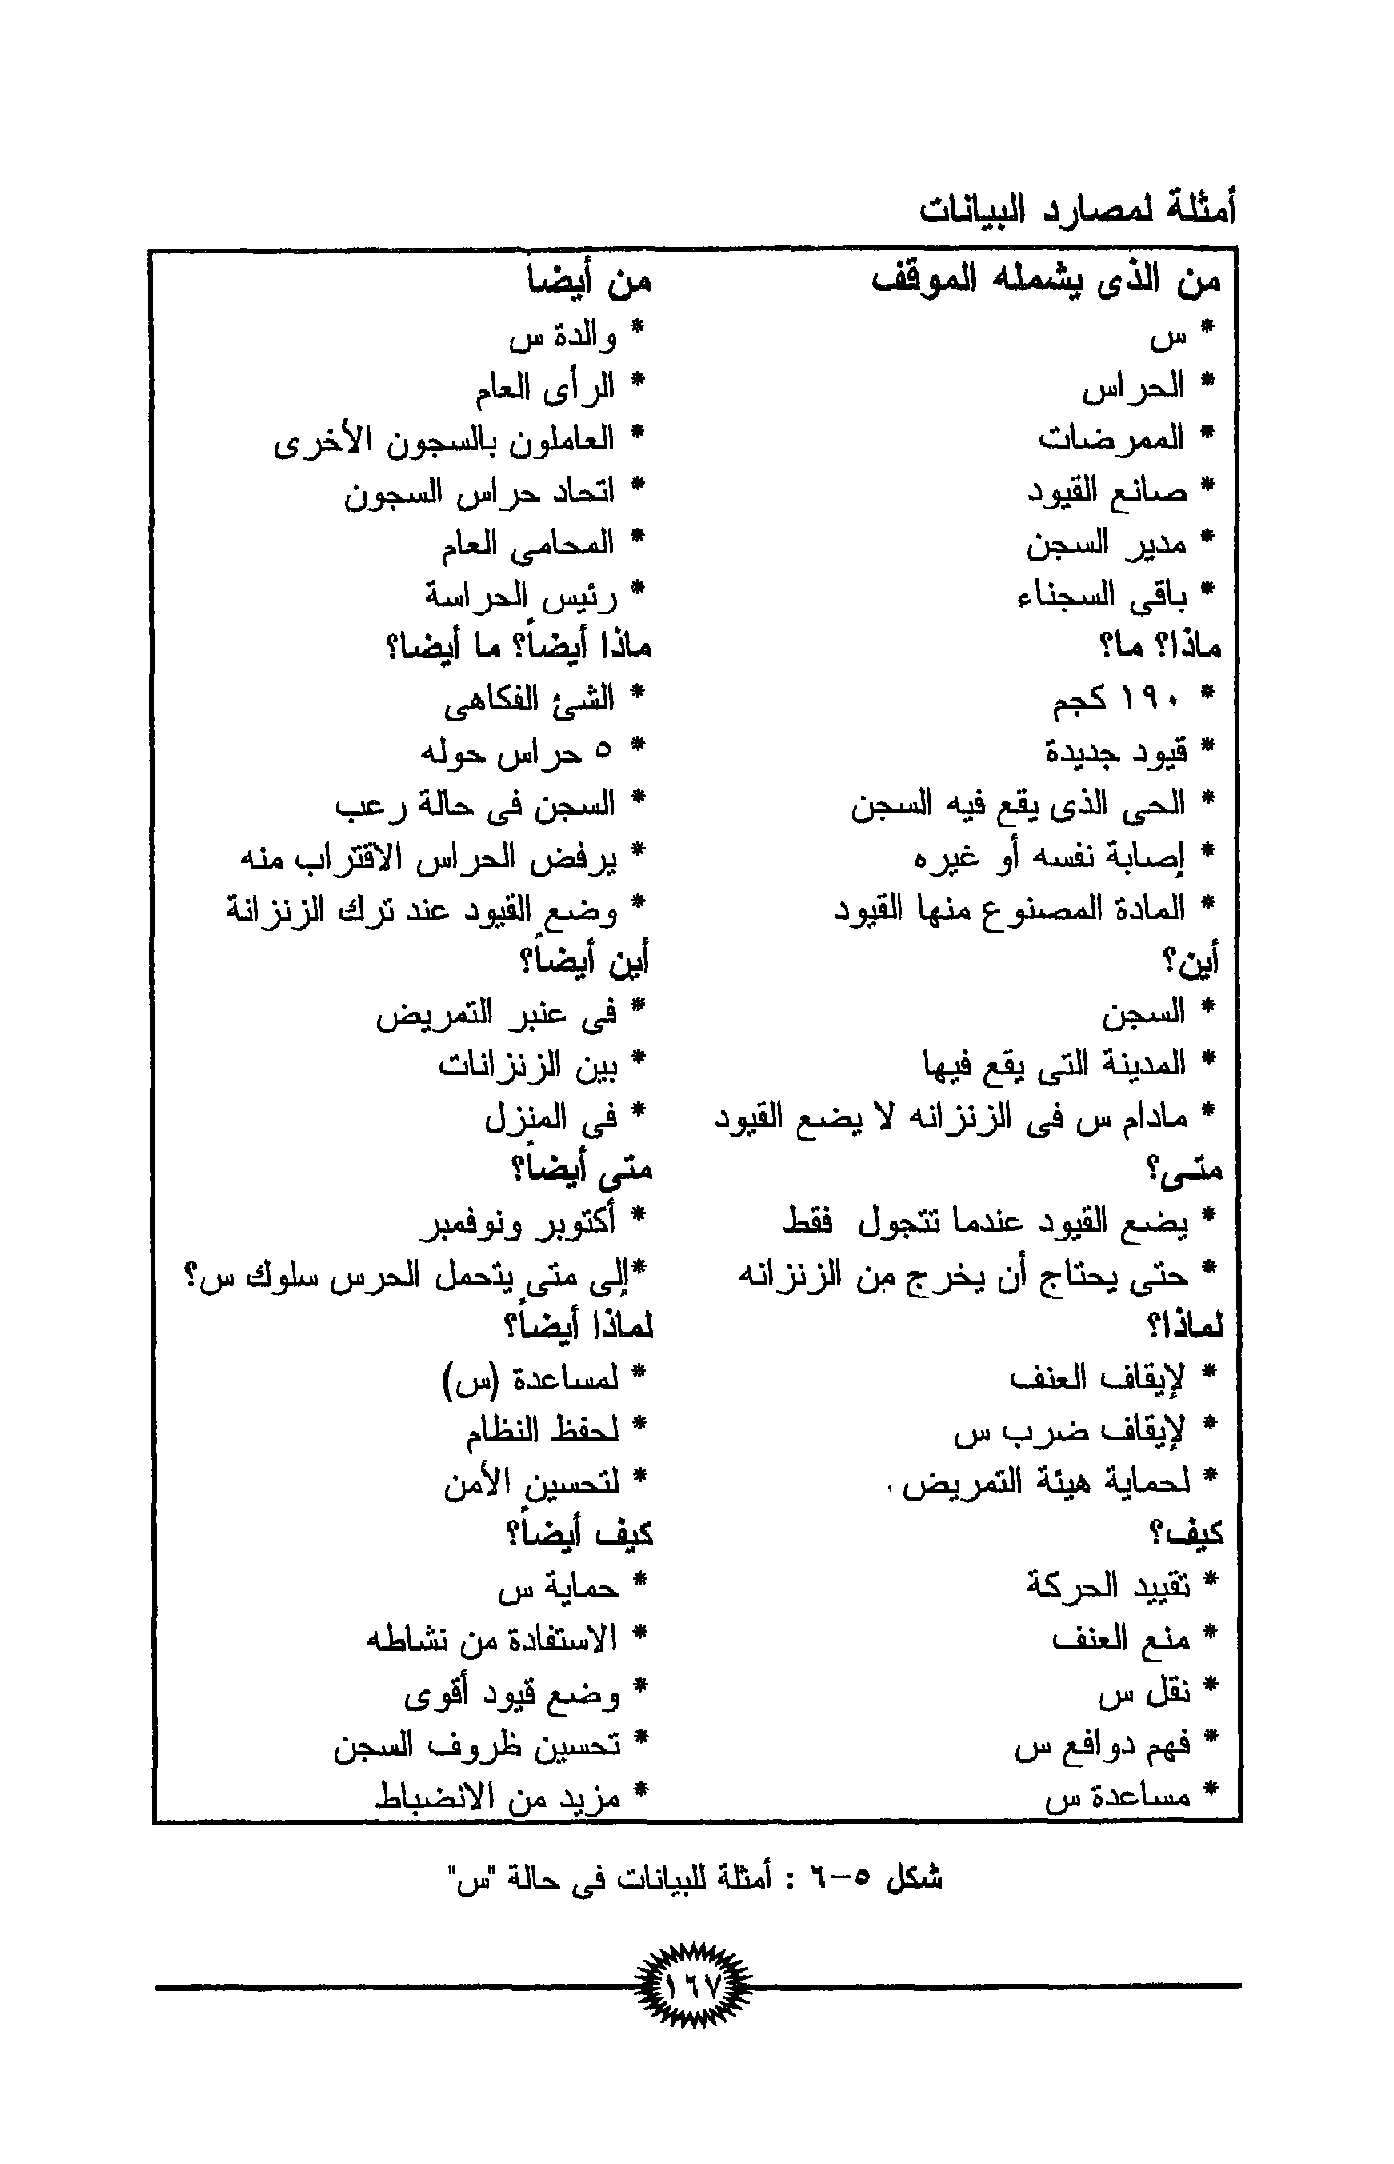 أمثلة لمصارد البيانات
من الذى يشمله الموقف من أيضا
* س * والدة س
* الحراس * الرأى العام
* الممرضات * العاملون بالسجون الأخرى
* صانع القيود * اتحاد حراس السجون
* مدير السجن * المحامى العام
* باقى السجناء * رئيس الحراسة
ماذا؟ ما؟ ماذا أيضاً؟ ما أيضا؟
* ١٩٠ كجم * الشئ الفكاهى
* قيود جديدة * ٥ حراس حوله
* الحى الذى يقع فيه السجن * السجن فى حالة رعب
* إصابة نفسه أو غيره * يرفض الحراس الاقتراب منه
* المادة المصنوع منها القيود * وضع القيود عند ترك الزنزانة
أين؟ أين أيضاً؟
* السجن * فى عنبر التمريض
* المدينة التى يقع فيها * بين الزنزانات
* مادام س فى الزنزانه لا يضع القيود * فى المنزل
متى؟ متى أيضاً؟
* يضع القيود عندما تتجول فقط * أكتوبر ونوفمبر
* حتى يحتاج أن يخرج من الزنزانه *إلى متى يتحمل الحرس سلوك س؟
لماذا؟ لماذا أيضاً؟
* لإيقاف العنف * لمساعدة (س)
* لإيقاف ضرب س * لحفظ النظام
* لحماية هيئة التمريض * لتحسين الأمن
كيف؟ كيف أيضاً؟
* تقييد الحركة * حماية س
* منع العنف * الاستفادة من نشاطه
* نقل س * وضع قيود أقوى
* فهم دوافع س * تحسين ظروف السجن
* مساعدة س * مزيد من الانضباط
شكل ٥-٦ : أمثلة للبيانات فى حالة "س"
١٦٧